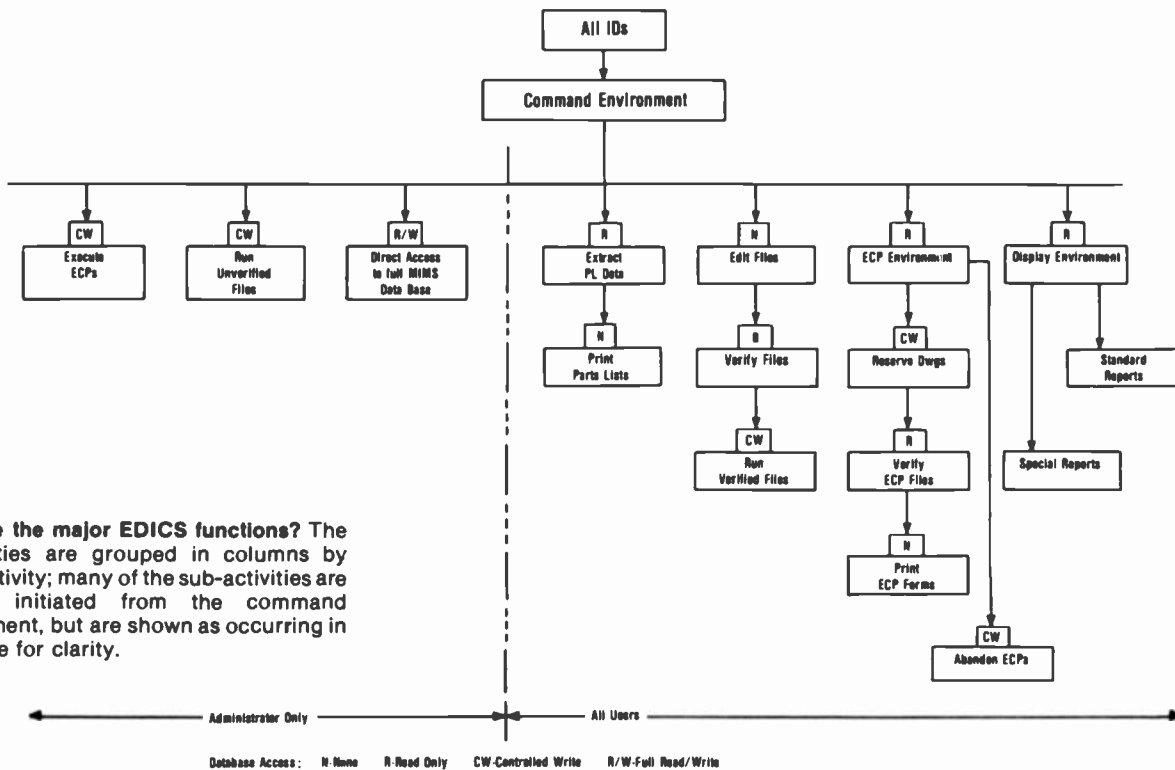 All IDs
Command Environment
CW
Execute
ECPs
CW
Run
Unverified
Files
R/W
Direct Access
to full MIMS
Data Base
R
Extract
PL Data
N
Print
Parts Lists
N
Edit Files
R
Verify Files
CW
Run
Verified Files
R
ECP Environment
CW
Reserve Dwgs
R
Verify
ECP Files
N
Print
ECP Forms
CW
Abandon ECPs
R
Display Environment
Standard
Reports
Special Reports
e the major EDICS functions? The
ties are grouped in columns by
tivity; many of the sub-activities are
initiated from the command
ment, but are shown as occurring in
e for clarity.
Administrator Only
All Users
Database Access: N-None R-Read Only CW-Controlled Write R/W-Full Read/Write